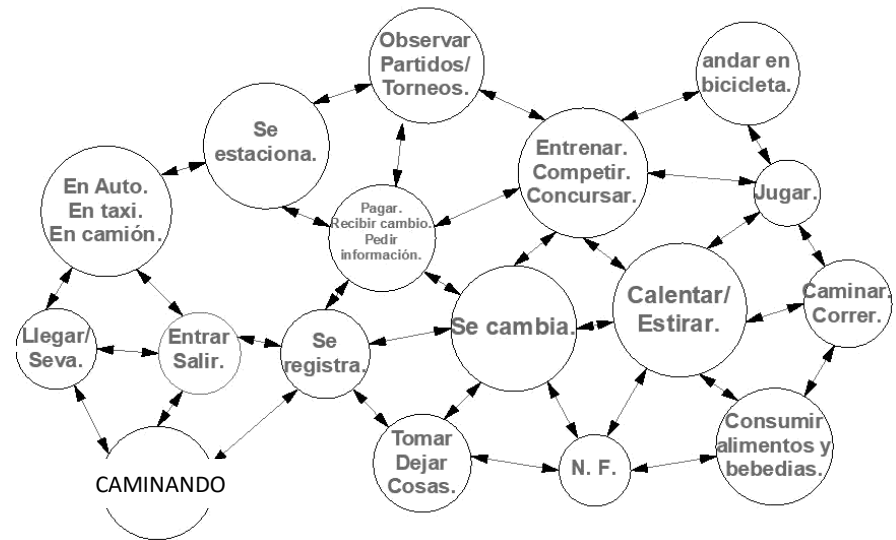 Observar
Partidos/
Torneos.
andar en
bicicleta.
Se
estaciona.
Entrenar.
Competir.
Concursar.
En Auto.
En taxi.
En camión.
Jugar.
Pagar.
Recibir cambio.
Pedir
información.
Calentar/
Estirar.
Caminar.
Correr.
Llegar/
Seva.
Entrar
Salir.
Se
registra.
Se cambia.
Tomar
Dejar
Cosas.
N. F.
Consumir
alimentos y
bebedias.
CAMINANDO